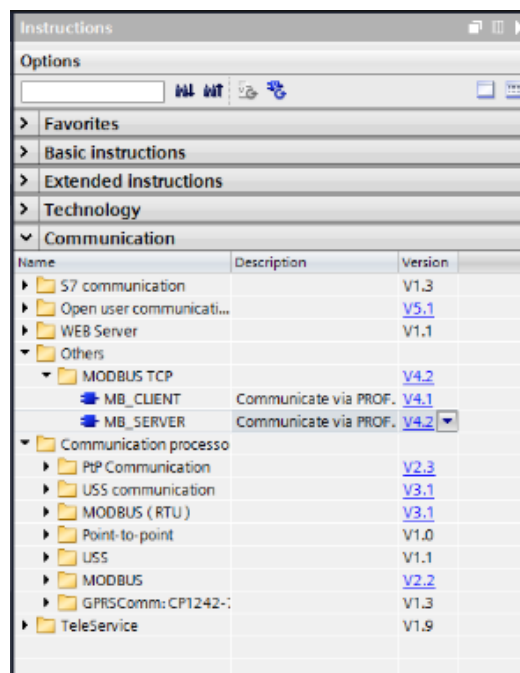 Instructions
Options
Favorites
Basic instructions
Extended instructions
Technology
Communication
Name Description Version
S7 communication V1.3
Open user communicati... V5.1
WEB Server V1.1
Others
MODBUS TCP V4.2
MB_CLIENT Communicate via PROF. V4.1
MB_SERVER Communicate via PROF. V4.2
Communication processo
PtP Communication V2.3
USS communication V3.1
MODBUS (RTU) V3.1
Point-to-point V1.0
USS V1.1
MODBUS V2.2
GPRSComm: CP1242-7 V1.3
TeleService V1.9